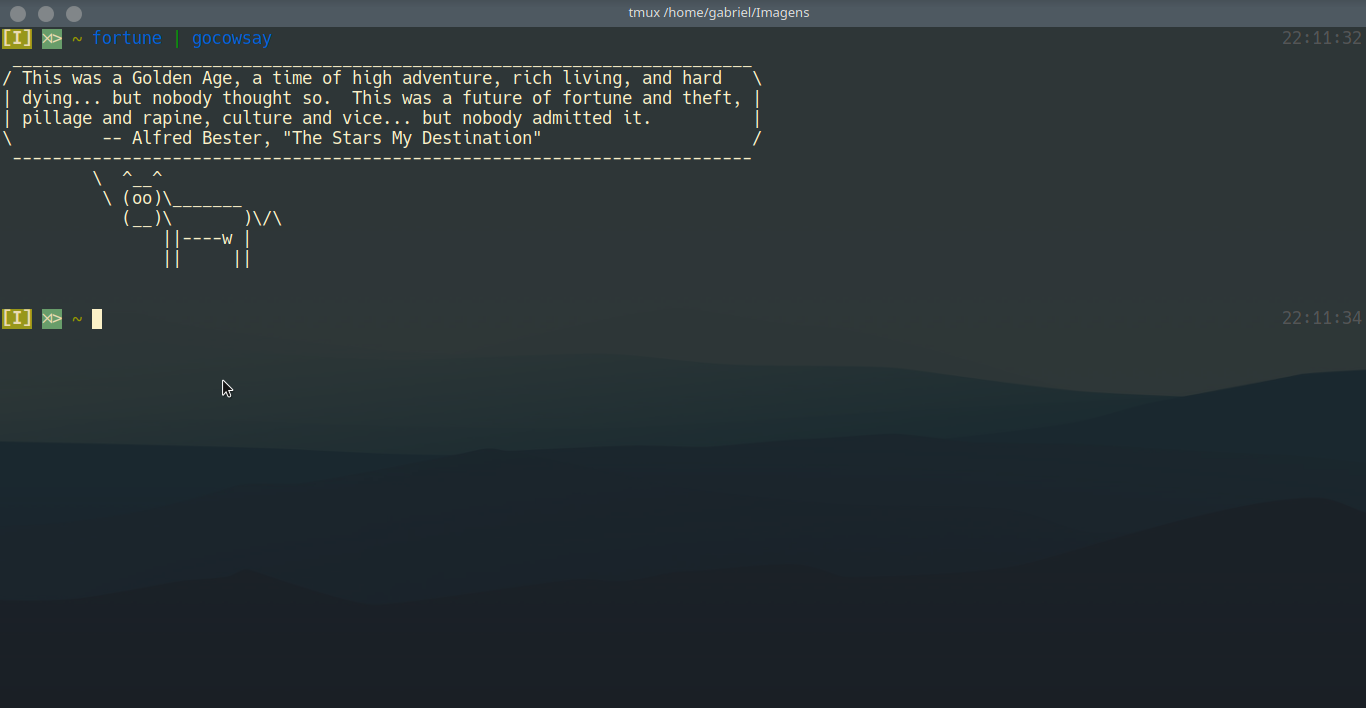 tmux /home/gabriel/Imagens
[I] ⋊> ~ fortune | gocowsay 22:11:32
 __________________________________________________________________________
/ This was a Golden Age, a time of high adventure, rich living, and hard   \
| dying... but nobody thought so.  This was a future of fortune and theft, |
| pillage and rapine, culture and vice... but nobody admitted it.          |
\         -- Alfred Bester, "The Stars My Destination"                     /
 --------------------------------------------------------------------------
         \  ^__^
          \ (oo)\_______
            (__)\       )\/\
                ||----w |
                ||     ||
[I] ⋊> ~ 22:11:34